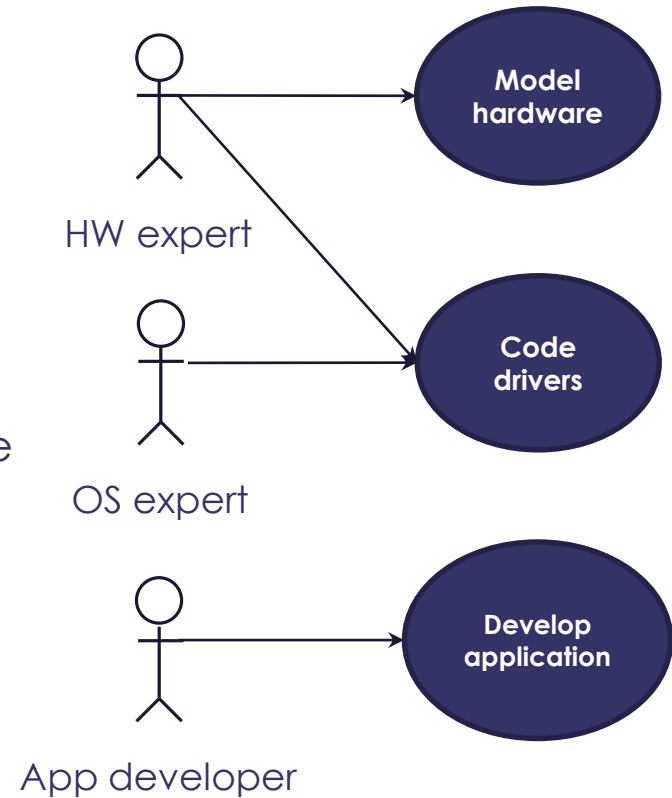 Model
hardware
HW expert
Code
drivers
e
OS expert
Develop
application
App developer